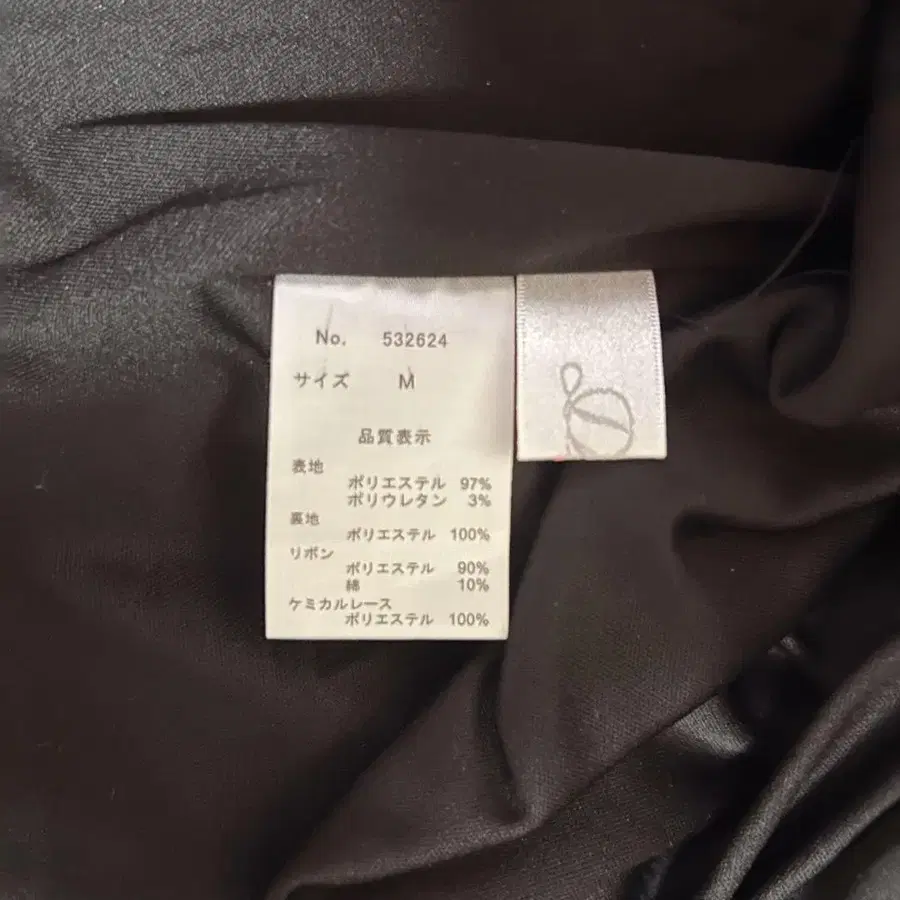 No. 532624
サイズ M
品質表示
表地
ポリエステル 97%
ポリウレタン 3%
裏地
ポリエステル 100%
リボン
ポリエステル 90%
綿 10%
ケミカルレース
ポリエステル 100%